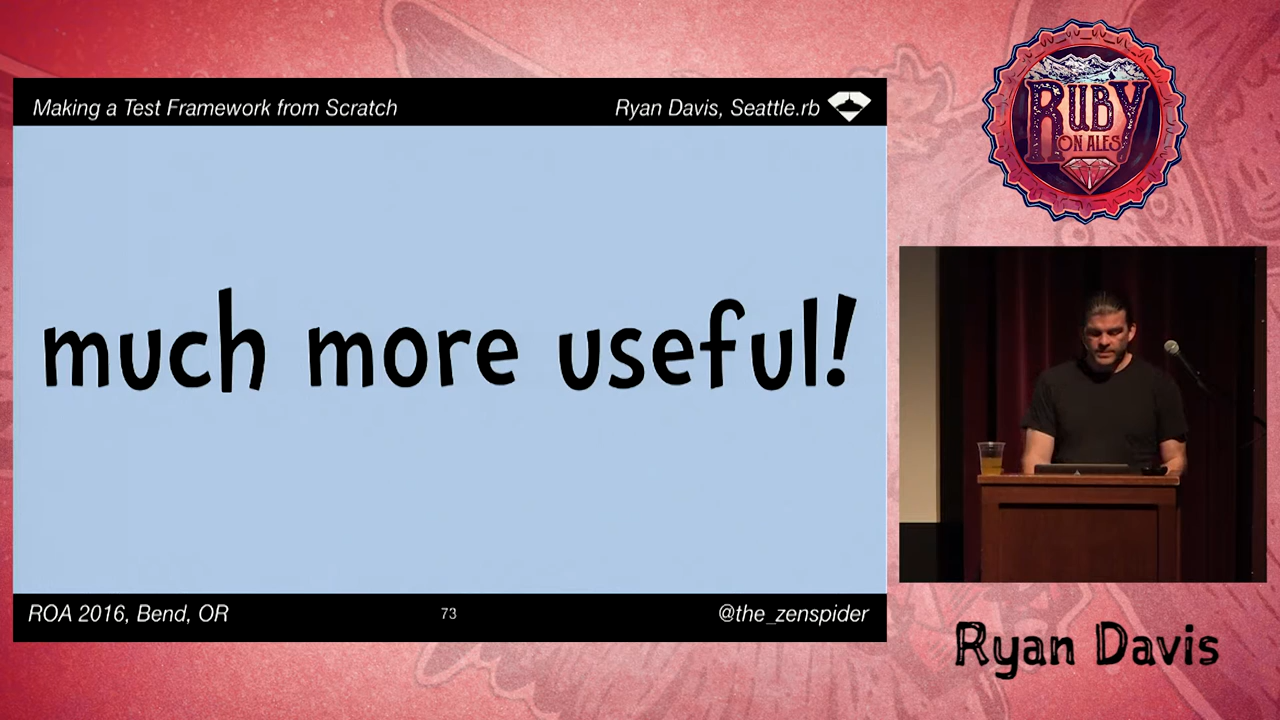 Making a Test Framework from Scratch
Ryan Davis, Seattle.rb
much more useful!
ROA 2016, Bend, OR
73
@the_zenspider
RUBY
ON ALES
Ryan Davis